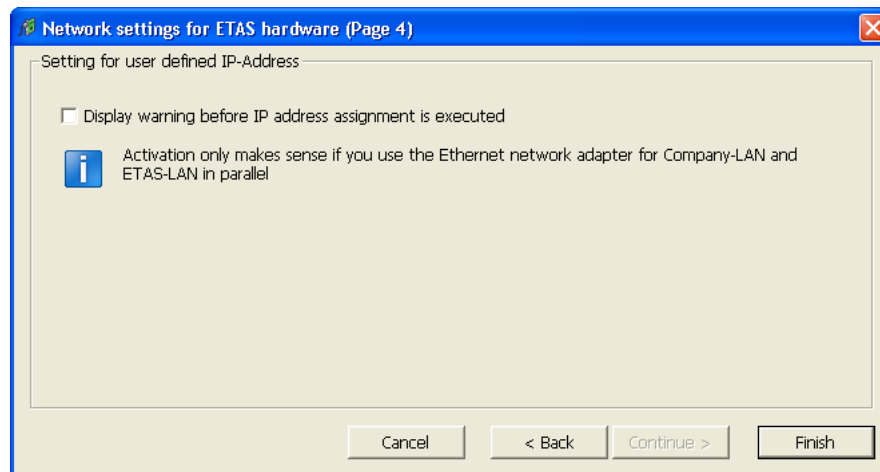 Network settings for ETAS hardware (Page 4)
Setting for user defined IP-Address
Display warning before IP address assignment is executed
Activation only makes sense if you use the Ethernet network adapter for Company-LAN and
ETAS-LAN in parallel
Cancel
< Back
Continue >
Finish